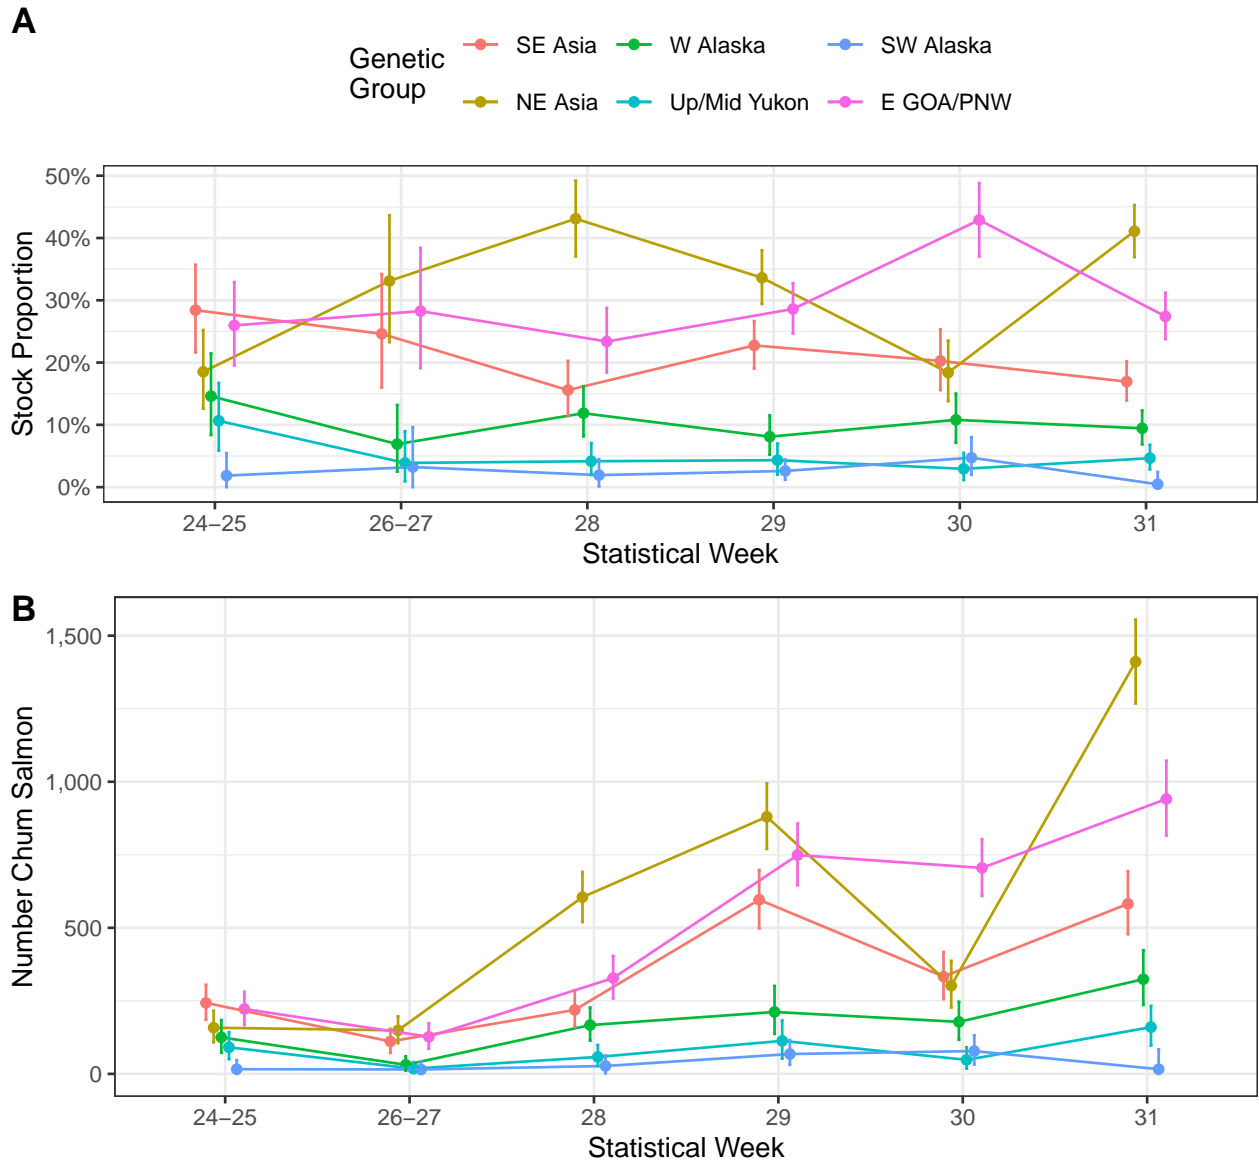 A
Genetic
Group
SE Asia
W Alaska
SW Alaska
NE Asia
Up/Mid Yukon
E GOA/PNW
Stock Proportion
50%
40%
30%
20%
10%
0%
24–25
26–27
28
29
30
31
Statistical Week
B
Number Chum Salmon
1,500
1,000
500
0
24–25
26–27
28
29
30
31
Statistical Week